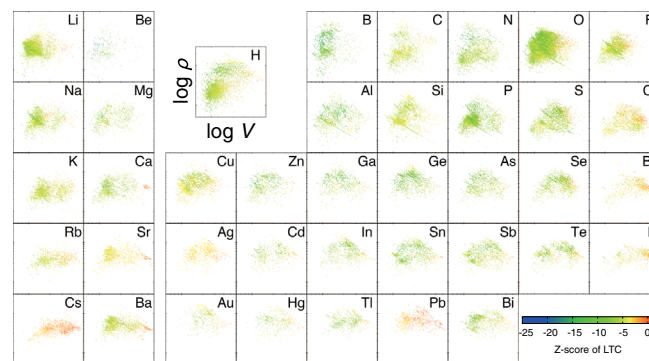 Li Be B C N O F
H
log ρ
log V
Na Mg Al Si P S
K Ca Cu Zn Ga Ge As Se
Rb Sr Ag Cd In Sn Sb Te
Cs Ba Au Hg Tl Pb Bi
-25 -20 -15 -10 -5 0
Z-score of LTC